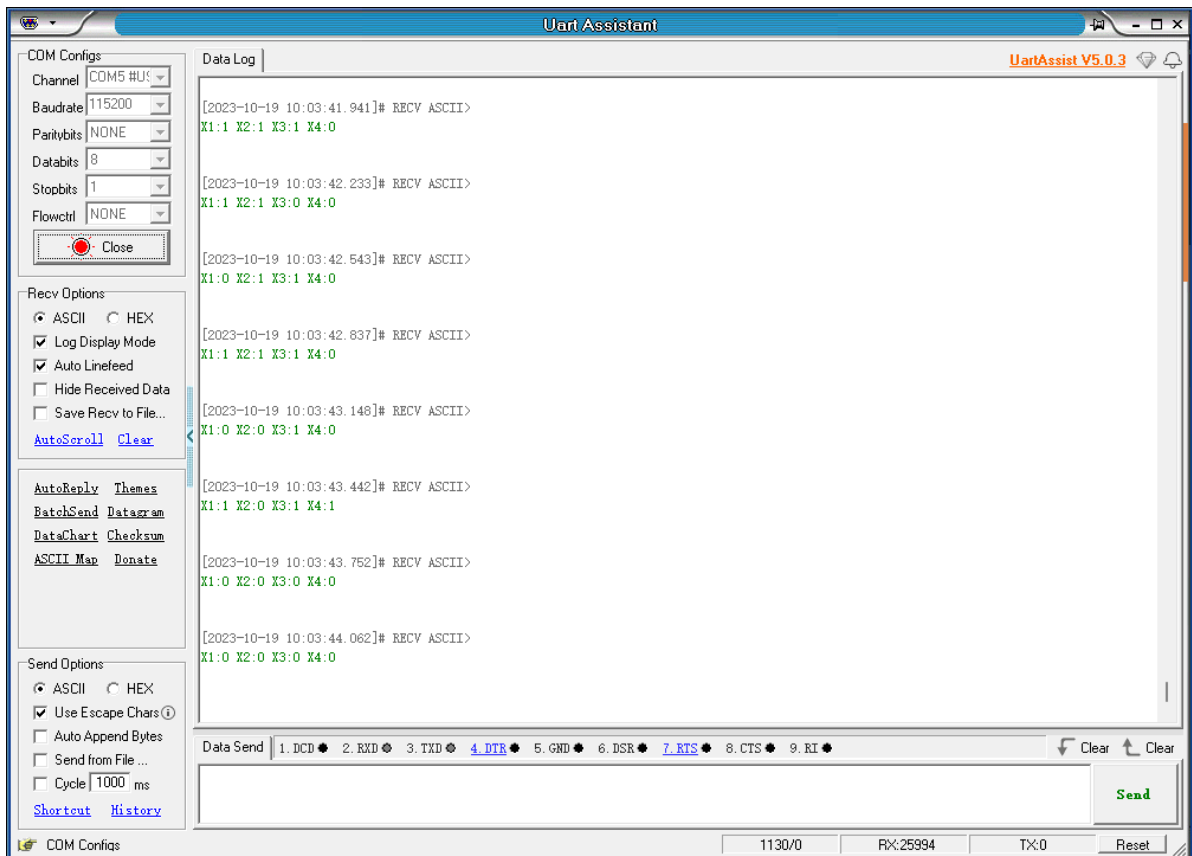 Uart Assistant
COM Configs
Channel COM5 #US
Baudrate 115200
Paritybits NONE
Databits 8
Stopbits 1
Flowctrl NONE
Close
Recv Options
ASCII HEX
Log Display Mode
Auto Linefeed
Hide Received Data
Save Recv to File...
AutoScroll Clear
AutoReply Themes
BatchSend Datagram
DataChart Checksum
ASCII Map Donate
Send Options
ASCII HEX
Use Escape Chars
Auto Append Bytes
Send from File ...
Cycle 1000 ms
Shortcut History
Data Log
UartAssist V5.0.3
[2023-10-19 10:03:41.941]# RECV ASCII>
X1:1 X2:1 X3:1 X4:0
[2023-10-19 10:03:42.233]# RECV ASCII>
X1:1 X2:1 X3:0 X4:0
[2023-10-19 10:03:42.543]# RECV ASCII>
X1:0 X2:1 X3:1 X4:0
[2023-10-19 10:03:42.837]# RECV ASCII>
X1:1 X2:1 X3:1 X4:0
[2023-10-19 10:03:43.148]# RECV ASCII>
X1:0 X2:0 X3:1 X4:0
[2023-10-19 10:03:43.442]# RECV ASCII>
X1:1 X2:0 X3:1 X4:1
[2023-10-19 10:03:43.752]# RECV ASCII>
X1:0 X2:0 X3:0 X4:0
[2023-10-19 10:03:44.062]# RECV ASCII>
X1:0 X2:0 X3:0 X4:0
Data Send 1.DCD 2.RXD 3.TXD 4.DTR 5.GND 6.DSR 7.RTS 8.CTS 9.RI Clear Clear
Send
COM Configs 1130/0 RX:25994 TX:0 Reset